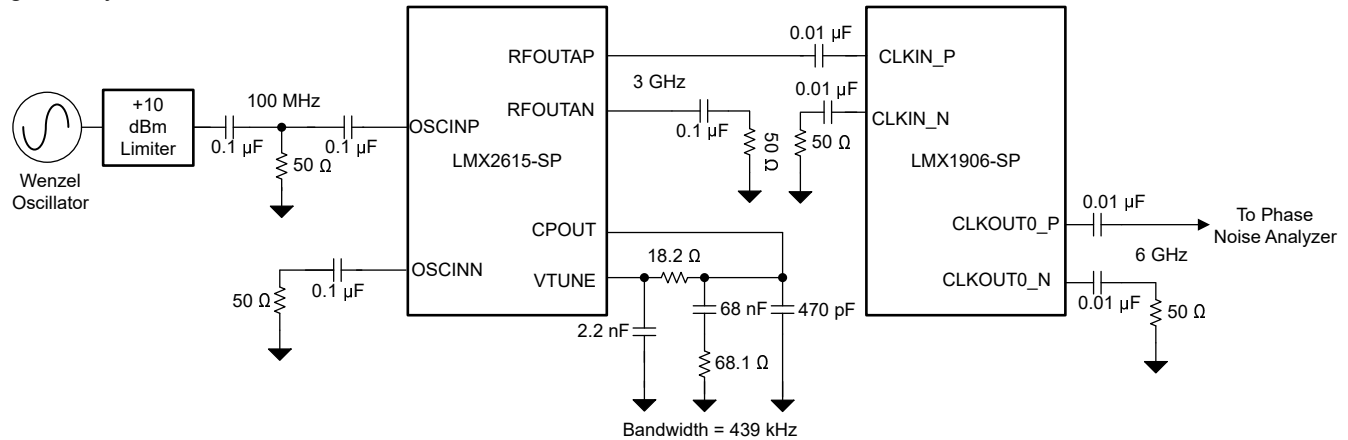 Wenzel
Oscillator
+10
dBm
Limiter
0.1 µF
100 MHz
50 Ω
0.1 µF
OSCINP
50 Ω
0.1 µF
OSCINN
LMX2615-SP
RFOUTAP
RFOUTAN
CPOUT
VTUNE
3 GHz
0.1 µF
50 Ω
18.2 Ω
2.2 nF
68 nF
68.1 Ω
470 pF
Bandwidth = 439 kHz
0.01 µF
0.01 µF
50 Ω
CLKIN_P
CLKIN_N
LMX1906-SP
CLKOUT0_P
CLKOUT0_N
0.01 µF
6 GHz
0.01 µF
50 Ω
To Phase
Noise Analyzer